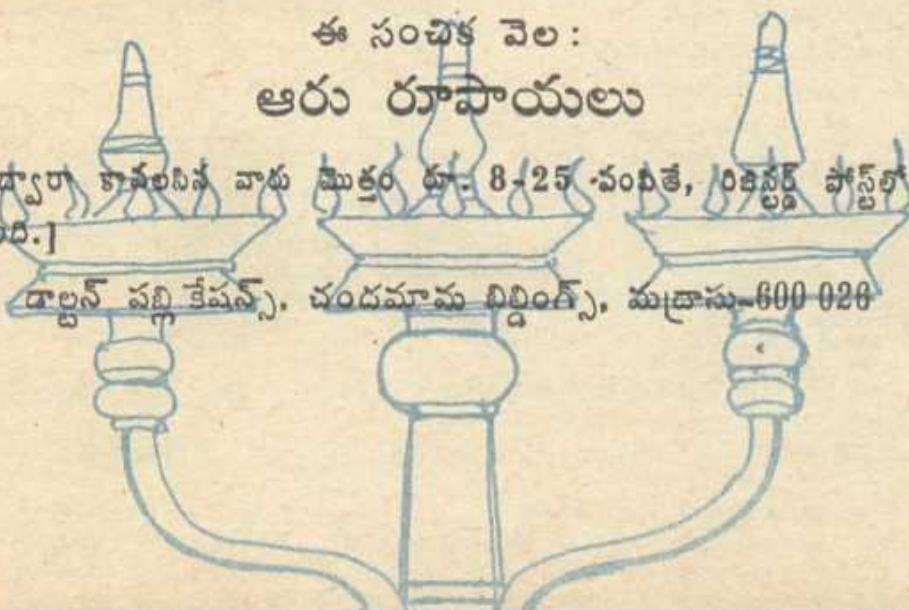 ఈ సంచిక వెల :
ఆరు రూపాయలు
ద్వారా కావలసిన వారు మొత్తం రూ. 8-25 పంపితే, రిజిస్టర్డ్ పోస్ట్‌లో
ది.]
డాల్టన్ పబ్లికేషన్స్, చందమామ బిల్డింగ్స్, మద్రాసు-600 026